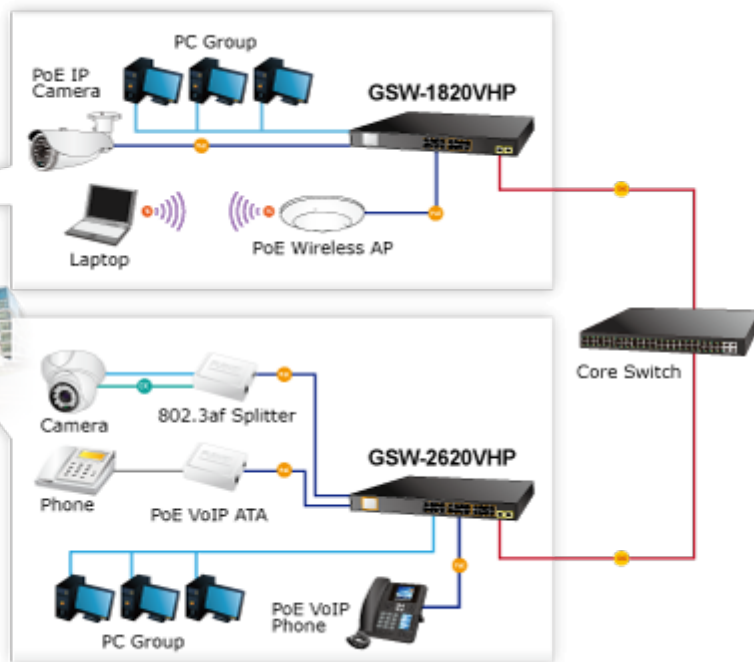 PC Group
PoE IP
Camera
GSW-1820VHP
Laptop
PoE Wireless AP
Core Switch
Camera
802.3af Splitter
GSW-2620VHP
Phone
PoE VoIP ATA
PC Group
PoE VoIP
Phone